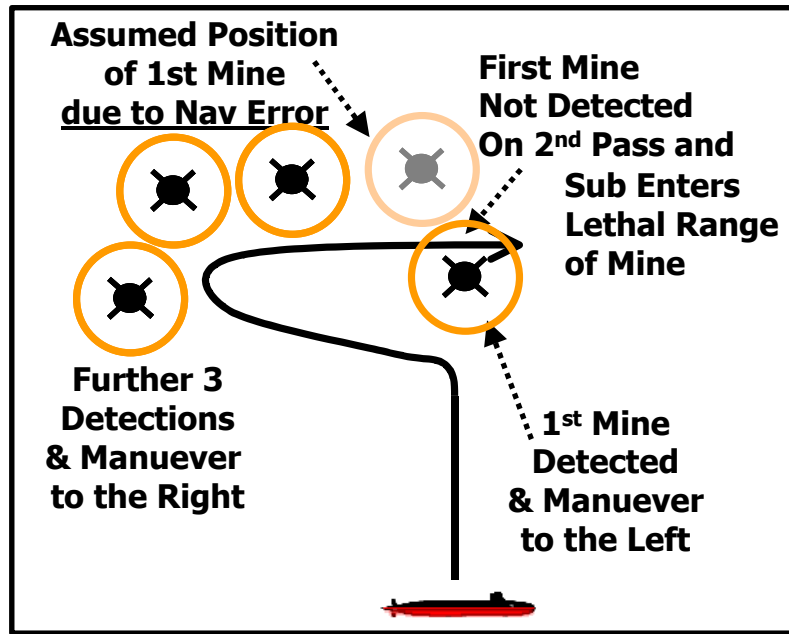 Assumed Position
of 1st Mine
due to Nav Error
First Mine
Not Detected
On 2nd Pass and
Sub Enters
Lethal Range
of Mine
Further 3
Detections
& Manuever
to the Right
1st Mine
Detected
& Manuever
to the Left